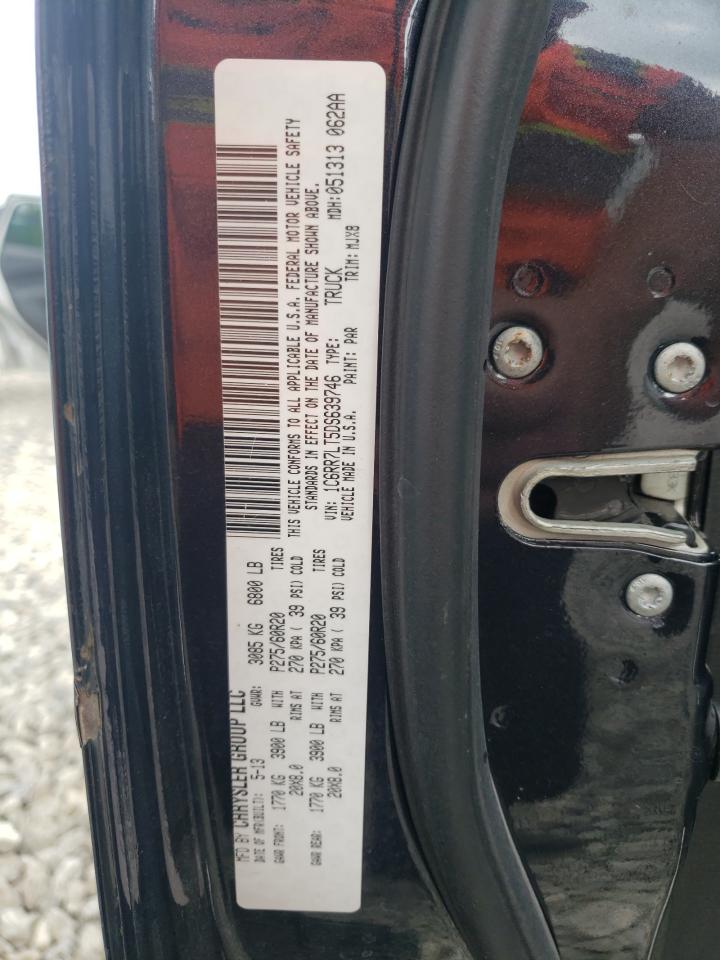 MFD BY CHRYSLER GROUP LLC
DATE OF MFR(BUILT): 5-13 GVWR: 3085 KG 6800 LB
GAWR FRONT: 1770 KG 3900 LB WITH P275/60R20 TIRES
20X8.0 RIMS AT 270 KPA ( 39 PSI) COLD
GAWR REAR: 1770 KG 3900 LB WITH P275/60R20 TIRES
20X8.0 RIMS AT 270 KPA ( 39 PSI) COLD
THIS VEHICLE CONFORMS TO ALL APPLICABLE U.S.A. FEDERAL MOTOR VEHICLE SAFETY
STANDARDS IN EFFECT ON THE DATE OF MANUFACTURE SHOWN ABOVE.
VIN: 1C6RR7LT5DS639746 TYPE: TRUCK MDH:051313 062AA
VEHICLE MADE IN U.S.A. PAINT: PAR TRIM: MJX8